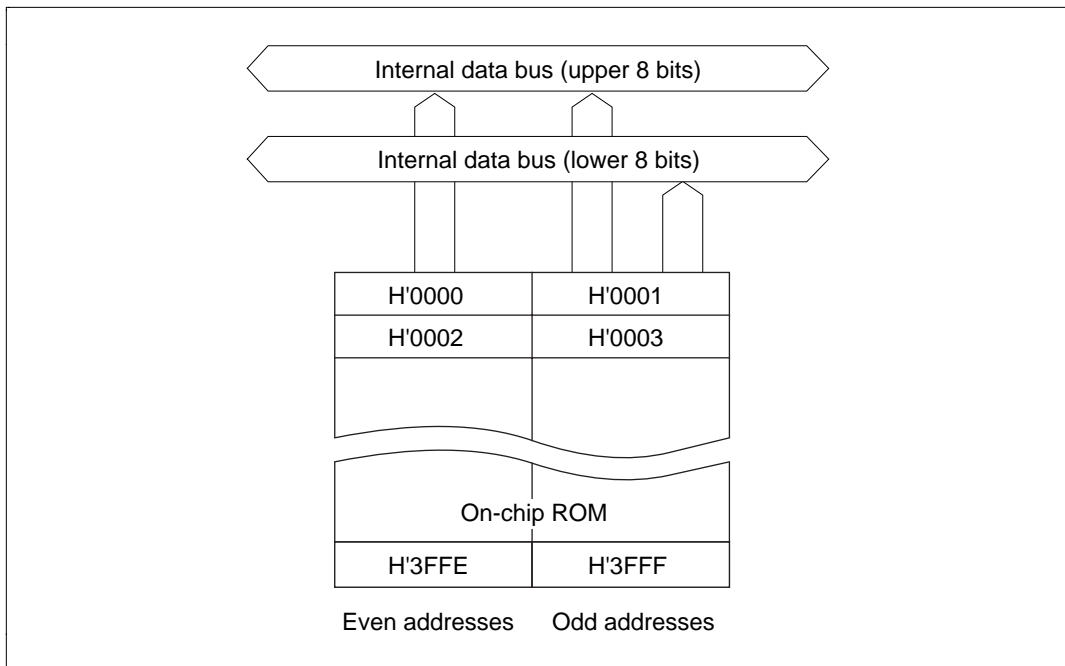 Internal data bus (upper 8 bits)
Internal data bus (lower 8 bits)
H'0000 H'0001
H'0002 H'0003
On-chip ROM
H'3FFE H'3FFF
Even addresses Odd addresses